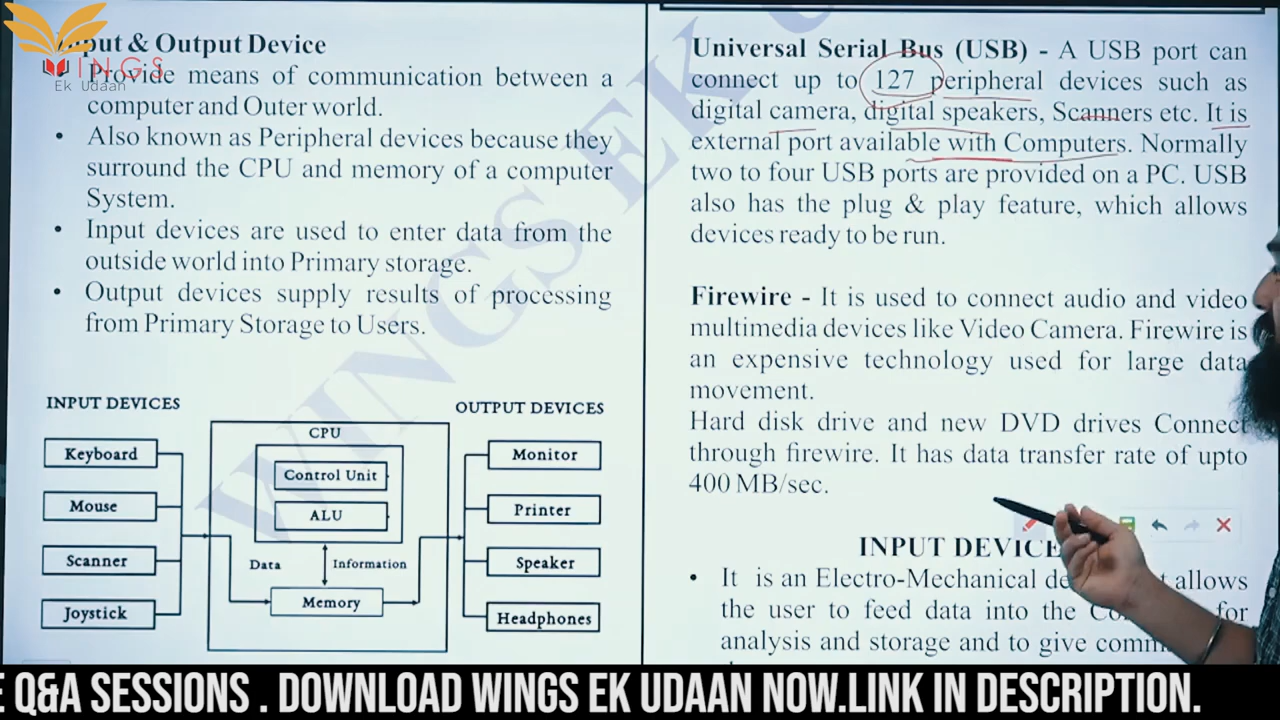 WINGS
Ek Udaan
Input & Output Device
• Provide means of communication between a
computer and Outer world.
• Also known as Peripheral devices because they
surround the CPU and memory of a computer
System.
• Input devices are used to enter data from the
outside world into Primary storage.
• Output devices supply results of processing
from Primary Storage to Users.
INPUT DEVICES
Keyboard
Mouse
Scanner
Joystick
CPU
Control Unit
ALU
Data
Information
Memory
OUTPUT DEVICES
Monitor
Printer
Speaker
Headphones
WINGS EK U
Universal Serial Bus (USB) - A USB port can
connect up to 127 peripheral devices such as
digital camera, digital speakers, Scanners etc. It is
external port available with Computers. Normally
two to four USB ports are provided on a PC. USB
also has the plug & play feature, which allows
devices ready to be run.
Firewire - It is used to connect audio and video
multimedia devices like Video Camera. Firewire is
an expensive technology used for large data
movement.
Hard disk drive and new DVD drives Connect
through firewire. It has data transfer rate of upto
400 MB/sec.
INPUT DEVICE
• It is an Electro-Mechanical de t allows
the user to feed data into the Co for
analysis and storage and to give comm
E Q&A SESSIONS . DOWNLOAD WINGS EK UDAAN NOW.LINK IN DESCRIPTION.